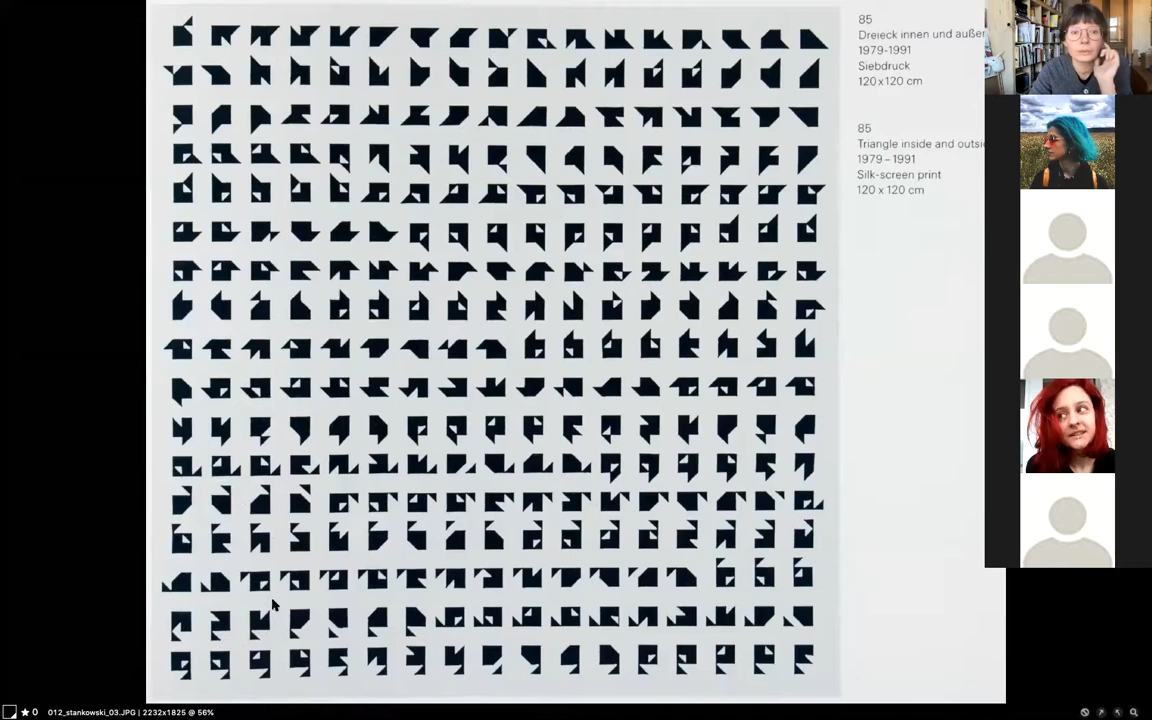 85
Dreieck innen und außer
1979-1991
Siebdruck
120 x 120 cm
85
Triangle inside and outsi
1979 – 1991
Silk-screen print
120 x 120 cm
0 012_stankowski_03.JPG | 2232x1825 @ 56%